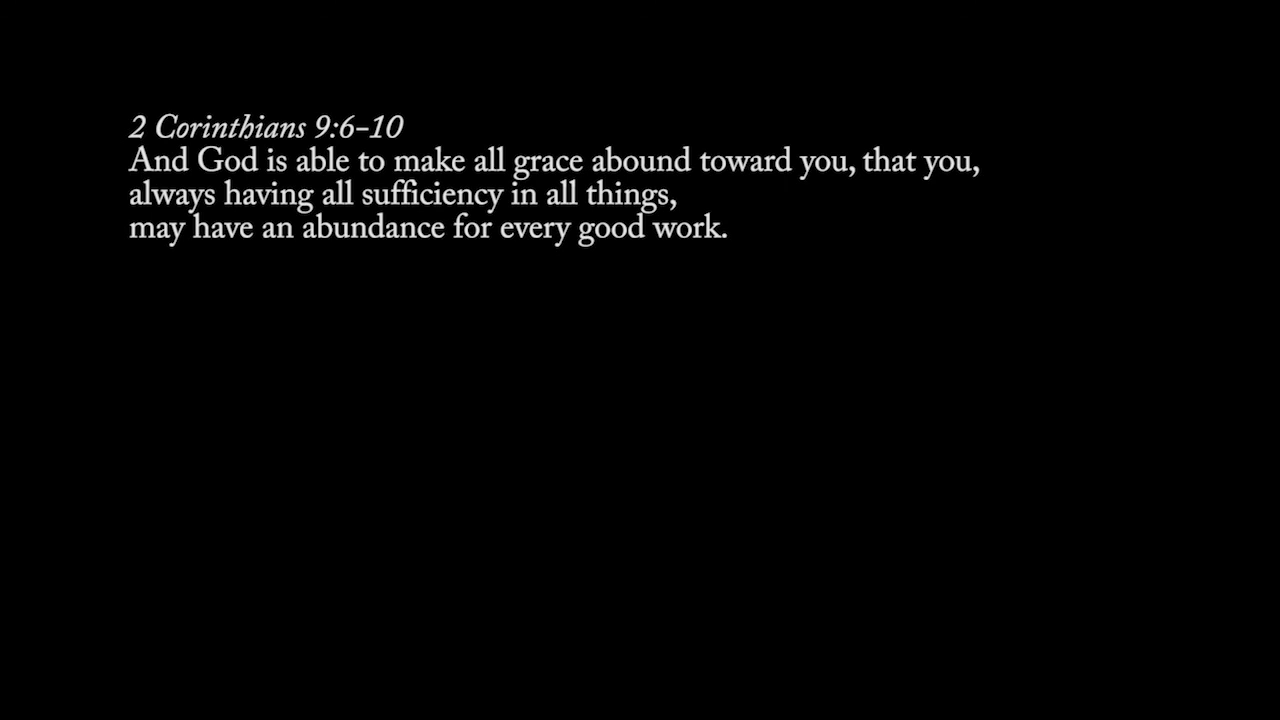 2 Corinthians 9:6-10
And God is able to make all grace abound toward you, that you,
always having all sufficiency in all things,
may have an abundance for every good work.